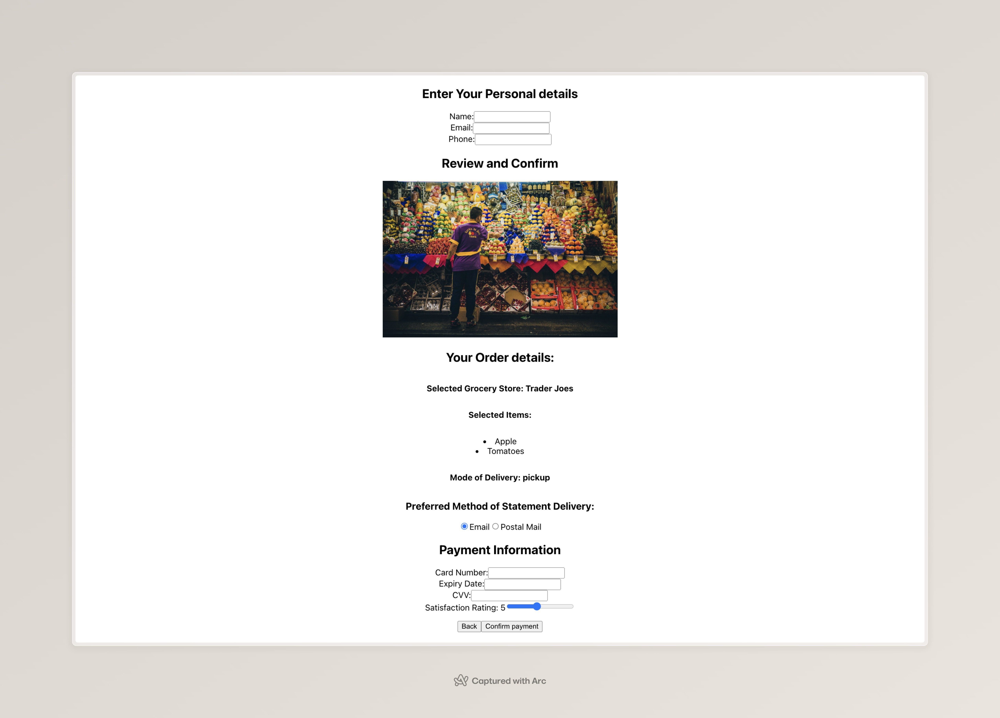 Enter Your Personal details
Name:
Email:
Phone:
Review and Confirm
Your Order details:
Selected Grocery Store: Trader Joes
Selected Items:
• Apple
• Tomatoes
Mode of Delivery: pickup
Preferred Method of Statement Delivery:
Email Postal Mail
Payment Information
Card Number:
Expiry Date:
CVV:
Satisfaction Rating: 5
Back Confirm payment
Captured with Arc